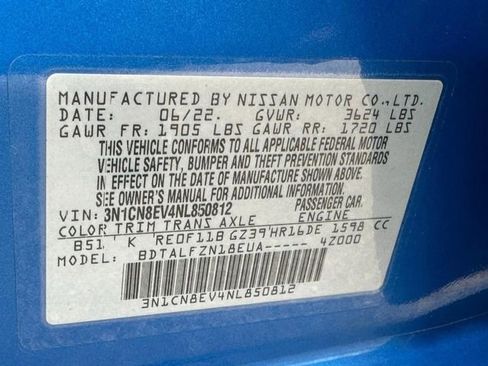 MANUFACTURED BY NISSAN MOTOR CO.,LTD.
DATE: 06/22. GVWR: 3624 LBS
GAWR FR: 1905 LBS GAWR RR: 1720 LBS
THIS VEHICLE CONFORMS TO ALL APPLICABLE FEDERAL MOTOR
VEHICLE SAFETY, BUMPER AND THEFT PREVENTION STANDARDS
IN EFFECT ON THE DATE OF MANUFACTURE SHOWN ABOVE.
SEE OWNER'S MANUAL FOR ADDITIONAL INFORMATION.
VIN: 3N1CN8EV4NL850812 PASSENGER CAR.
COLOR TRIM TRANS AXLE ENGINE
B51 K RE0F11B GZ39 HR16DE 1598 CC
MODEL: BDTALFZN18EUA----- 4Z000
3N1CN8EV4NL850812